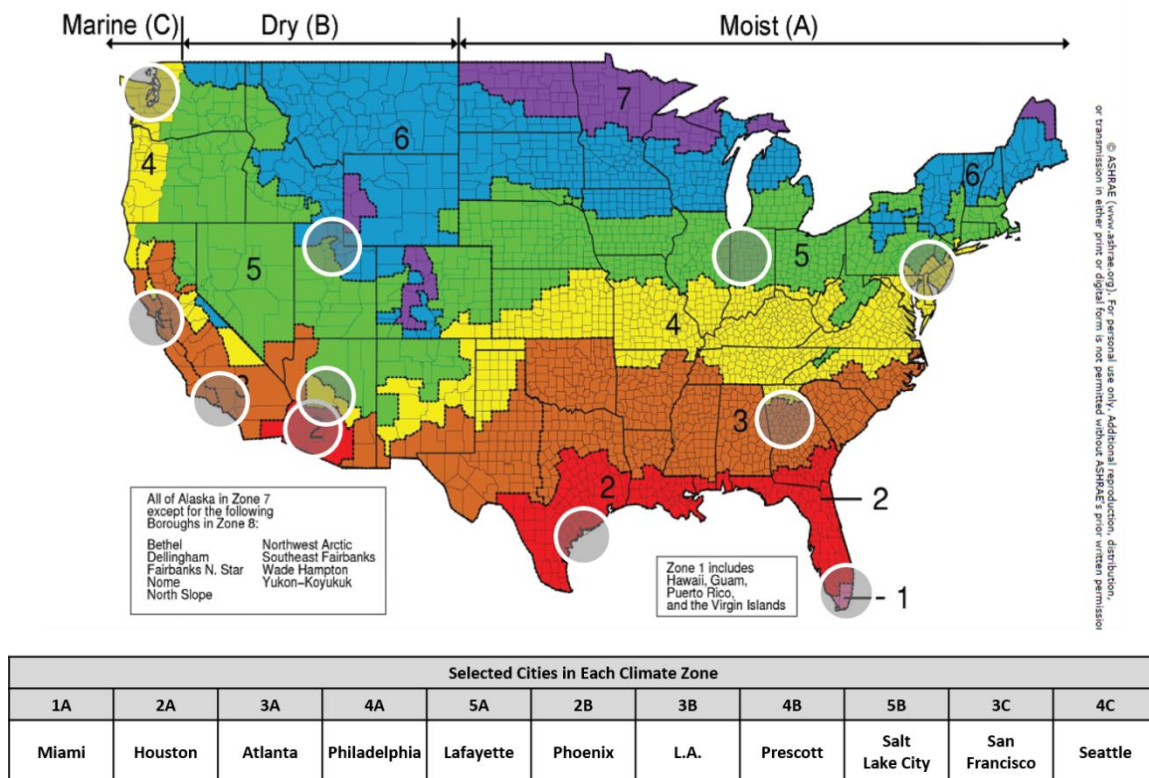 Marine (C) Dry (B) Moist (A)
7
6
4
6
5
5
4
3
3
2
2
2
1
All of Alaska in Zone 7
except for the following
Boroughs in Zone 8:
Bethel Northwest Arctic
Dellingham Southeast Fairbanks
Fairbanks N. Star Wade Hampton
Nome Yukon–Koyukuk
North Slope
Zone 1 includes
Hawaii, Guam,
Puerto Rico,
and the Virgin Islands
© ASHRAE (www.ashrae.org). For personal use only. Additional reproduction, distribution,
or transmission in either print or digital form is not permitted without ASHRAE's prior written permission
Selected Cities in Each Climate Zone
1A 2A 3A 4A 5A 2B 3B 4B 5B 3C 4C
Miami Houston Atlanta Philadelphia Lafayette Phoenix L.A. Prescott Salt Lake City San Francisco Seattle